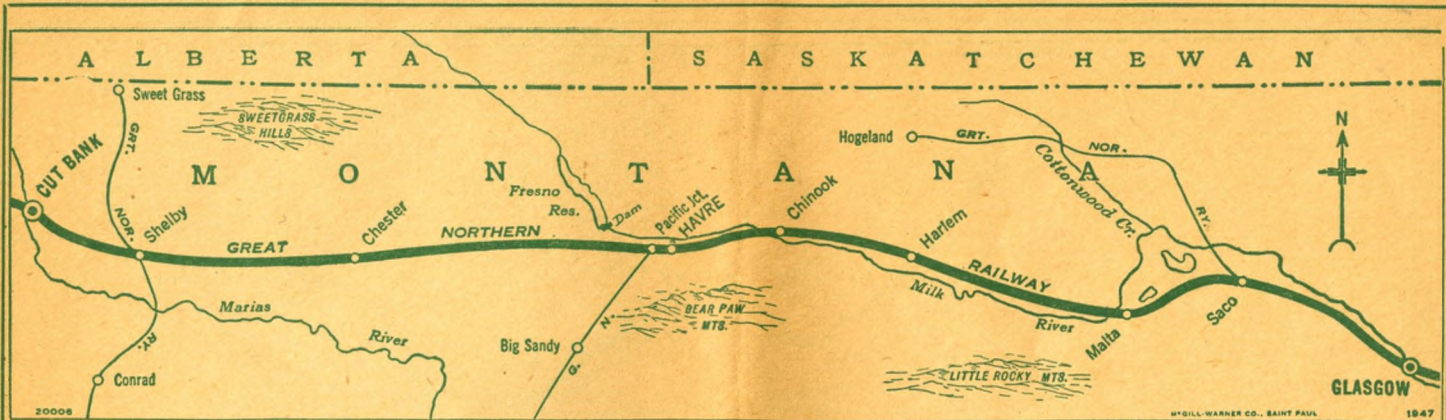 ALBERTA
SASKATCHEWAN
Sweet Grass
SWEETGRASS
HILLS
N
CUT BANK
GRT.
NOR.
Hogeland
GRT.
NOR.
RY.
Cottonwood Cr.
MONTANA
Fresno
Res.
Dam
Shelby
Chester
Pacific Jct.
HAVRE
Chinook
Harlem
GREAT
NORTHERN
RAILWAY
Milk
River
Malta
Saco
Marias
River
BEAR PAW
MTS.
RY.
Big Sandy
N.
G.
Conrad
LITTLE ROCKY MTS.
GLASGOW
20006
McGILL-WARNER CO., SAINT PAUL
1947